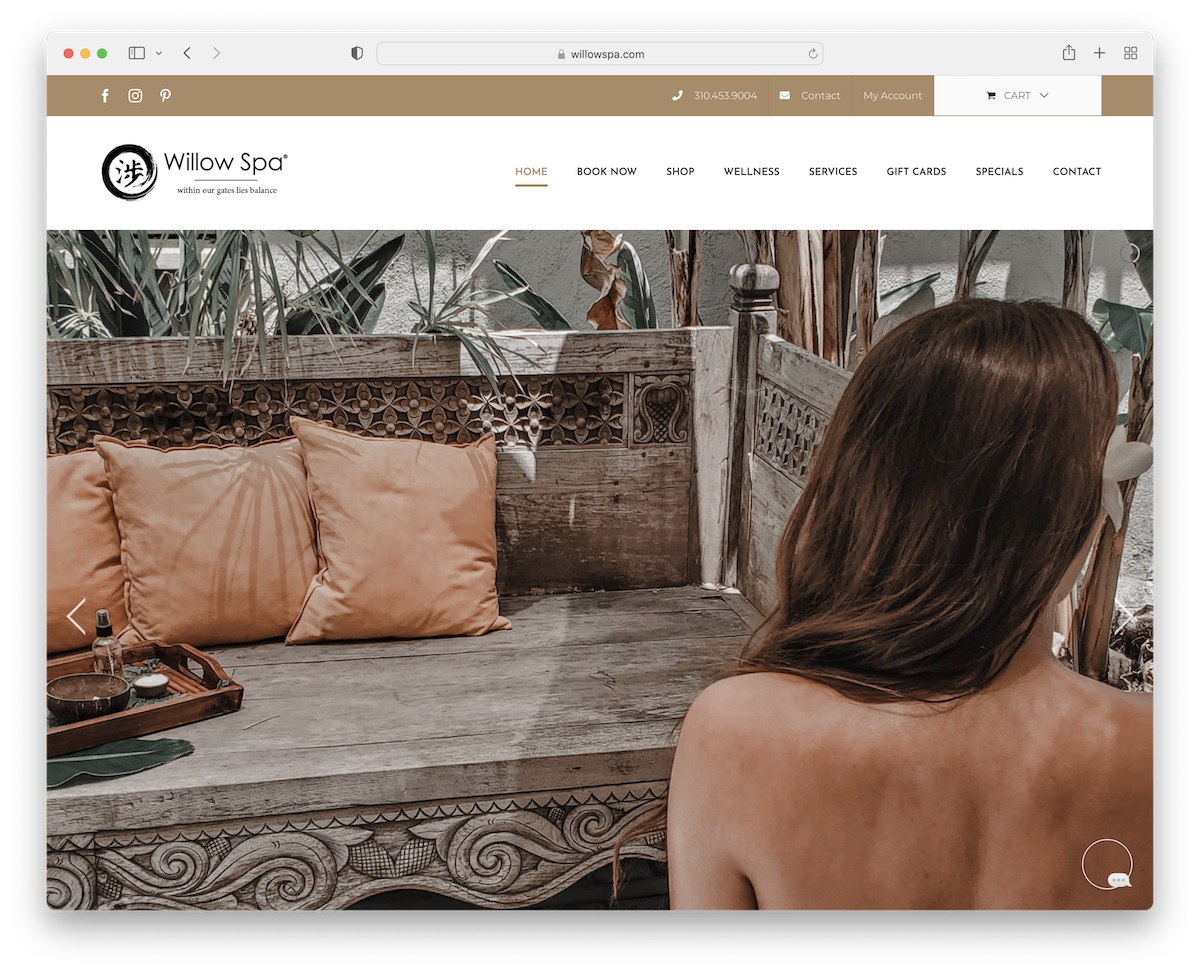 willowspa.com
310.453.9004 Contact My Account CART
涉 Willow Spa®
within our gates lies balance
HOME BOOK NOW SHOP WELLNESS SERVICES GIFT CARDS SPECIALS CONTACT